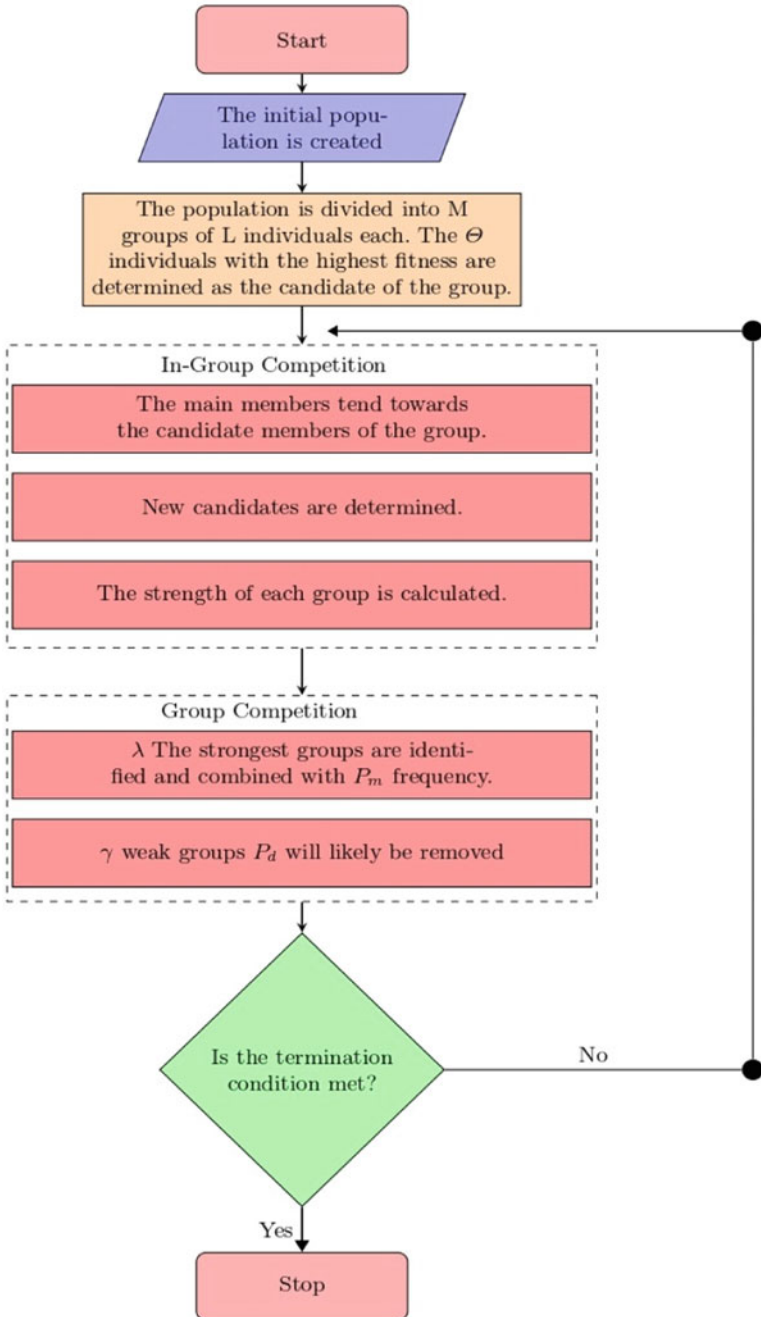 Start
The initial popu-
lation is created
The population is divided into M
groups of L individuals each. The Θ
individuals with the highest fitness are
determined as the candidate of the group.
In-Group Competition
The main members tend towards
the candidate members of the group.
New candidates are determined.
The strength of each group is calculated.
Group Competition
λ The strongest groups are identi-
fied and combined with Pₘ frequency.
γ weak groups P_d will likely be removed
Is the termination
condition met?
No
Yes
Stop